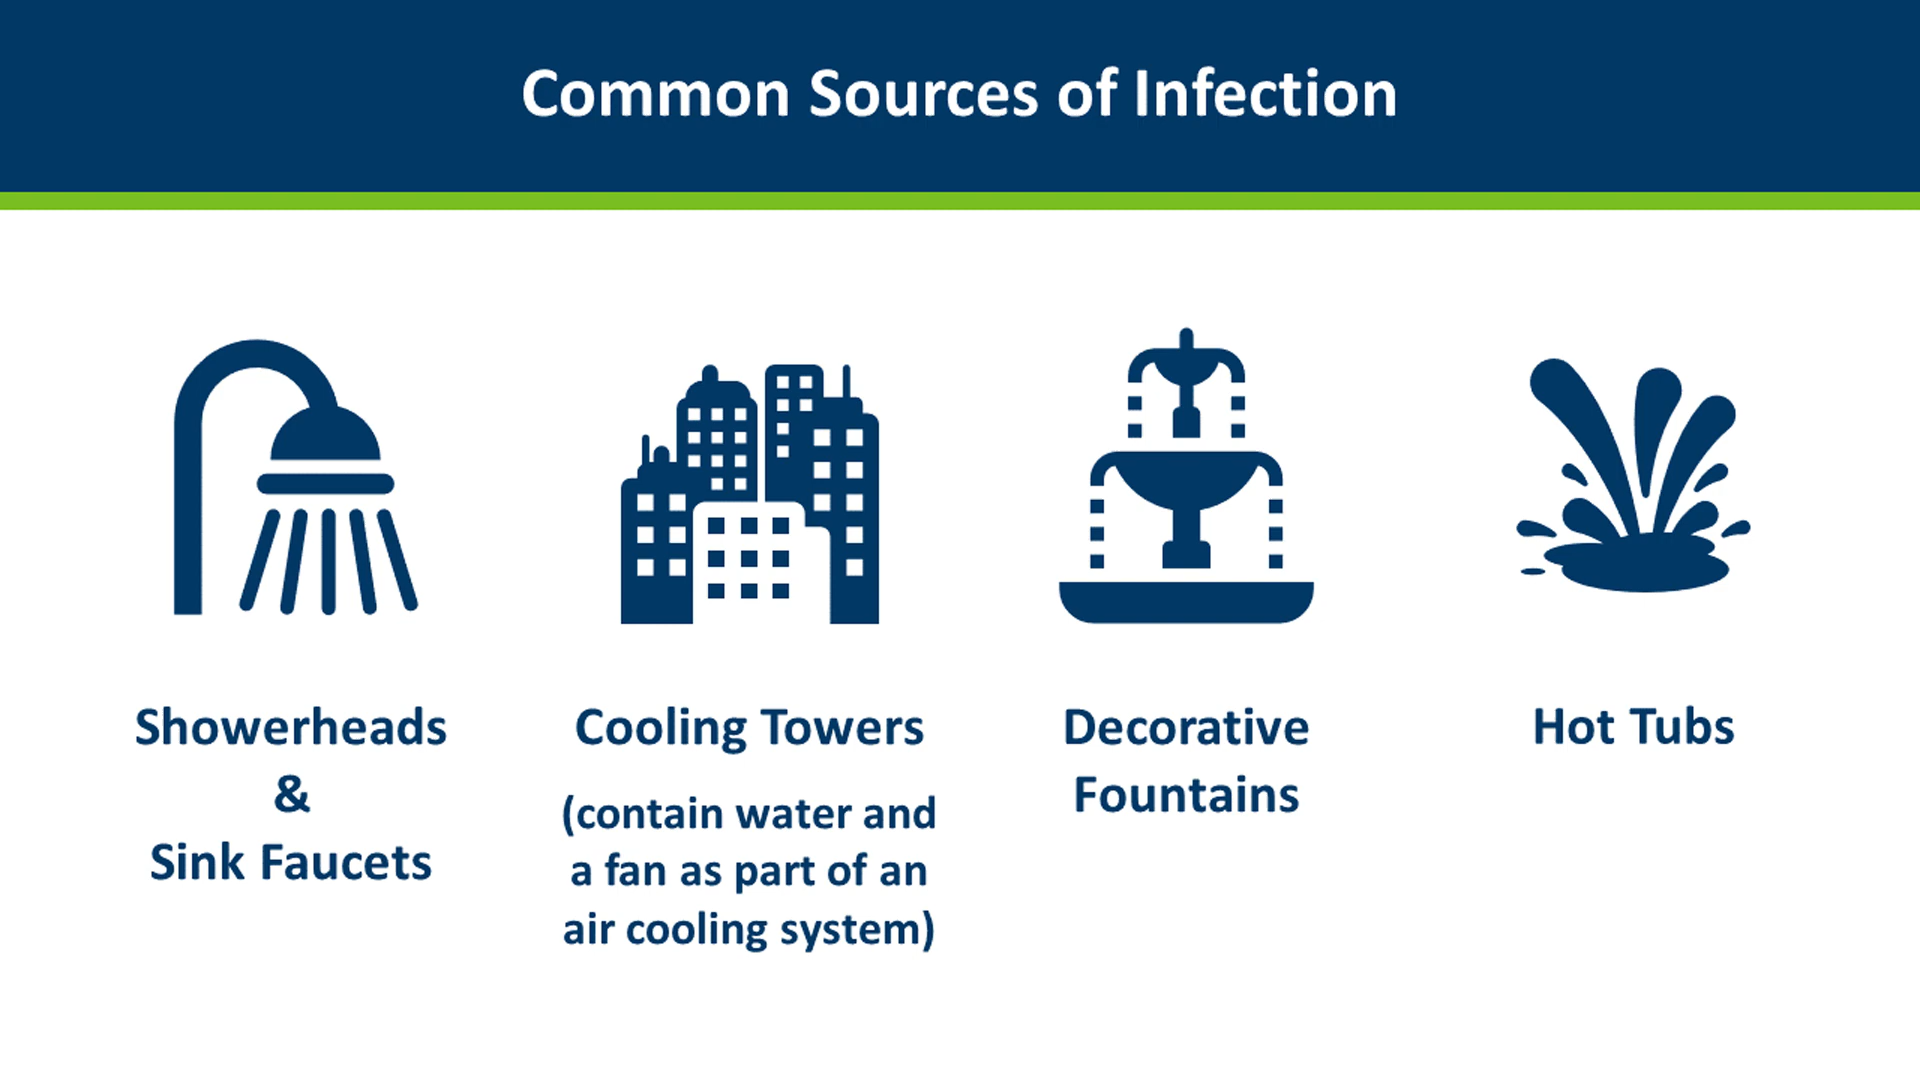 Common Sources of Infection
Showerheads
&
Sink Faucets
Cooling Towers
(contain water and
a fan as part of an
air cooling system)
Decorative
Fountains
Hot Tubs